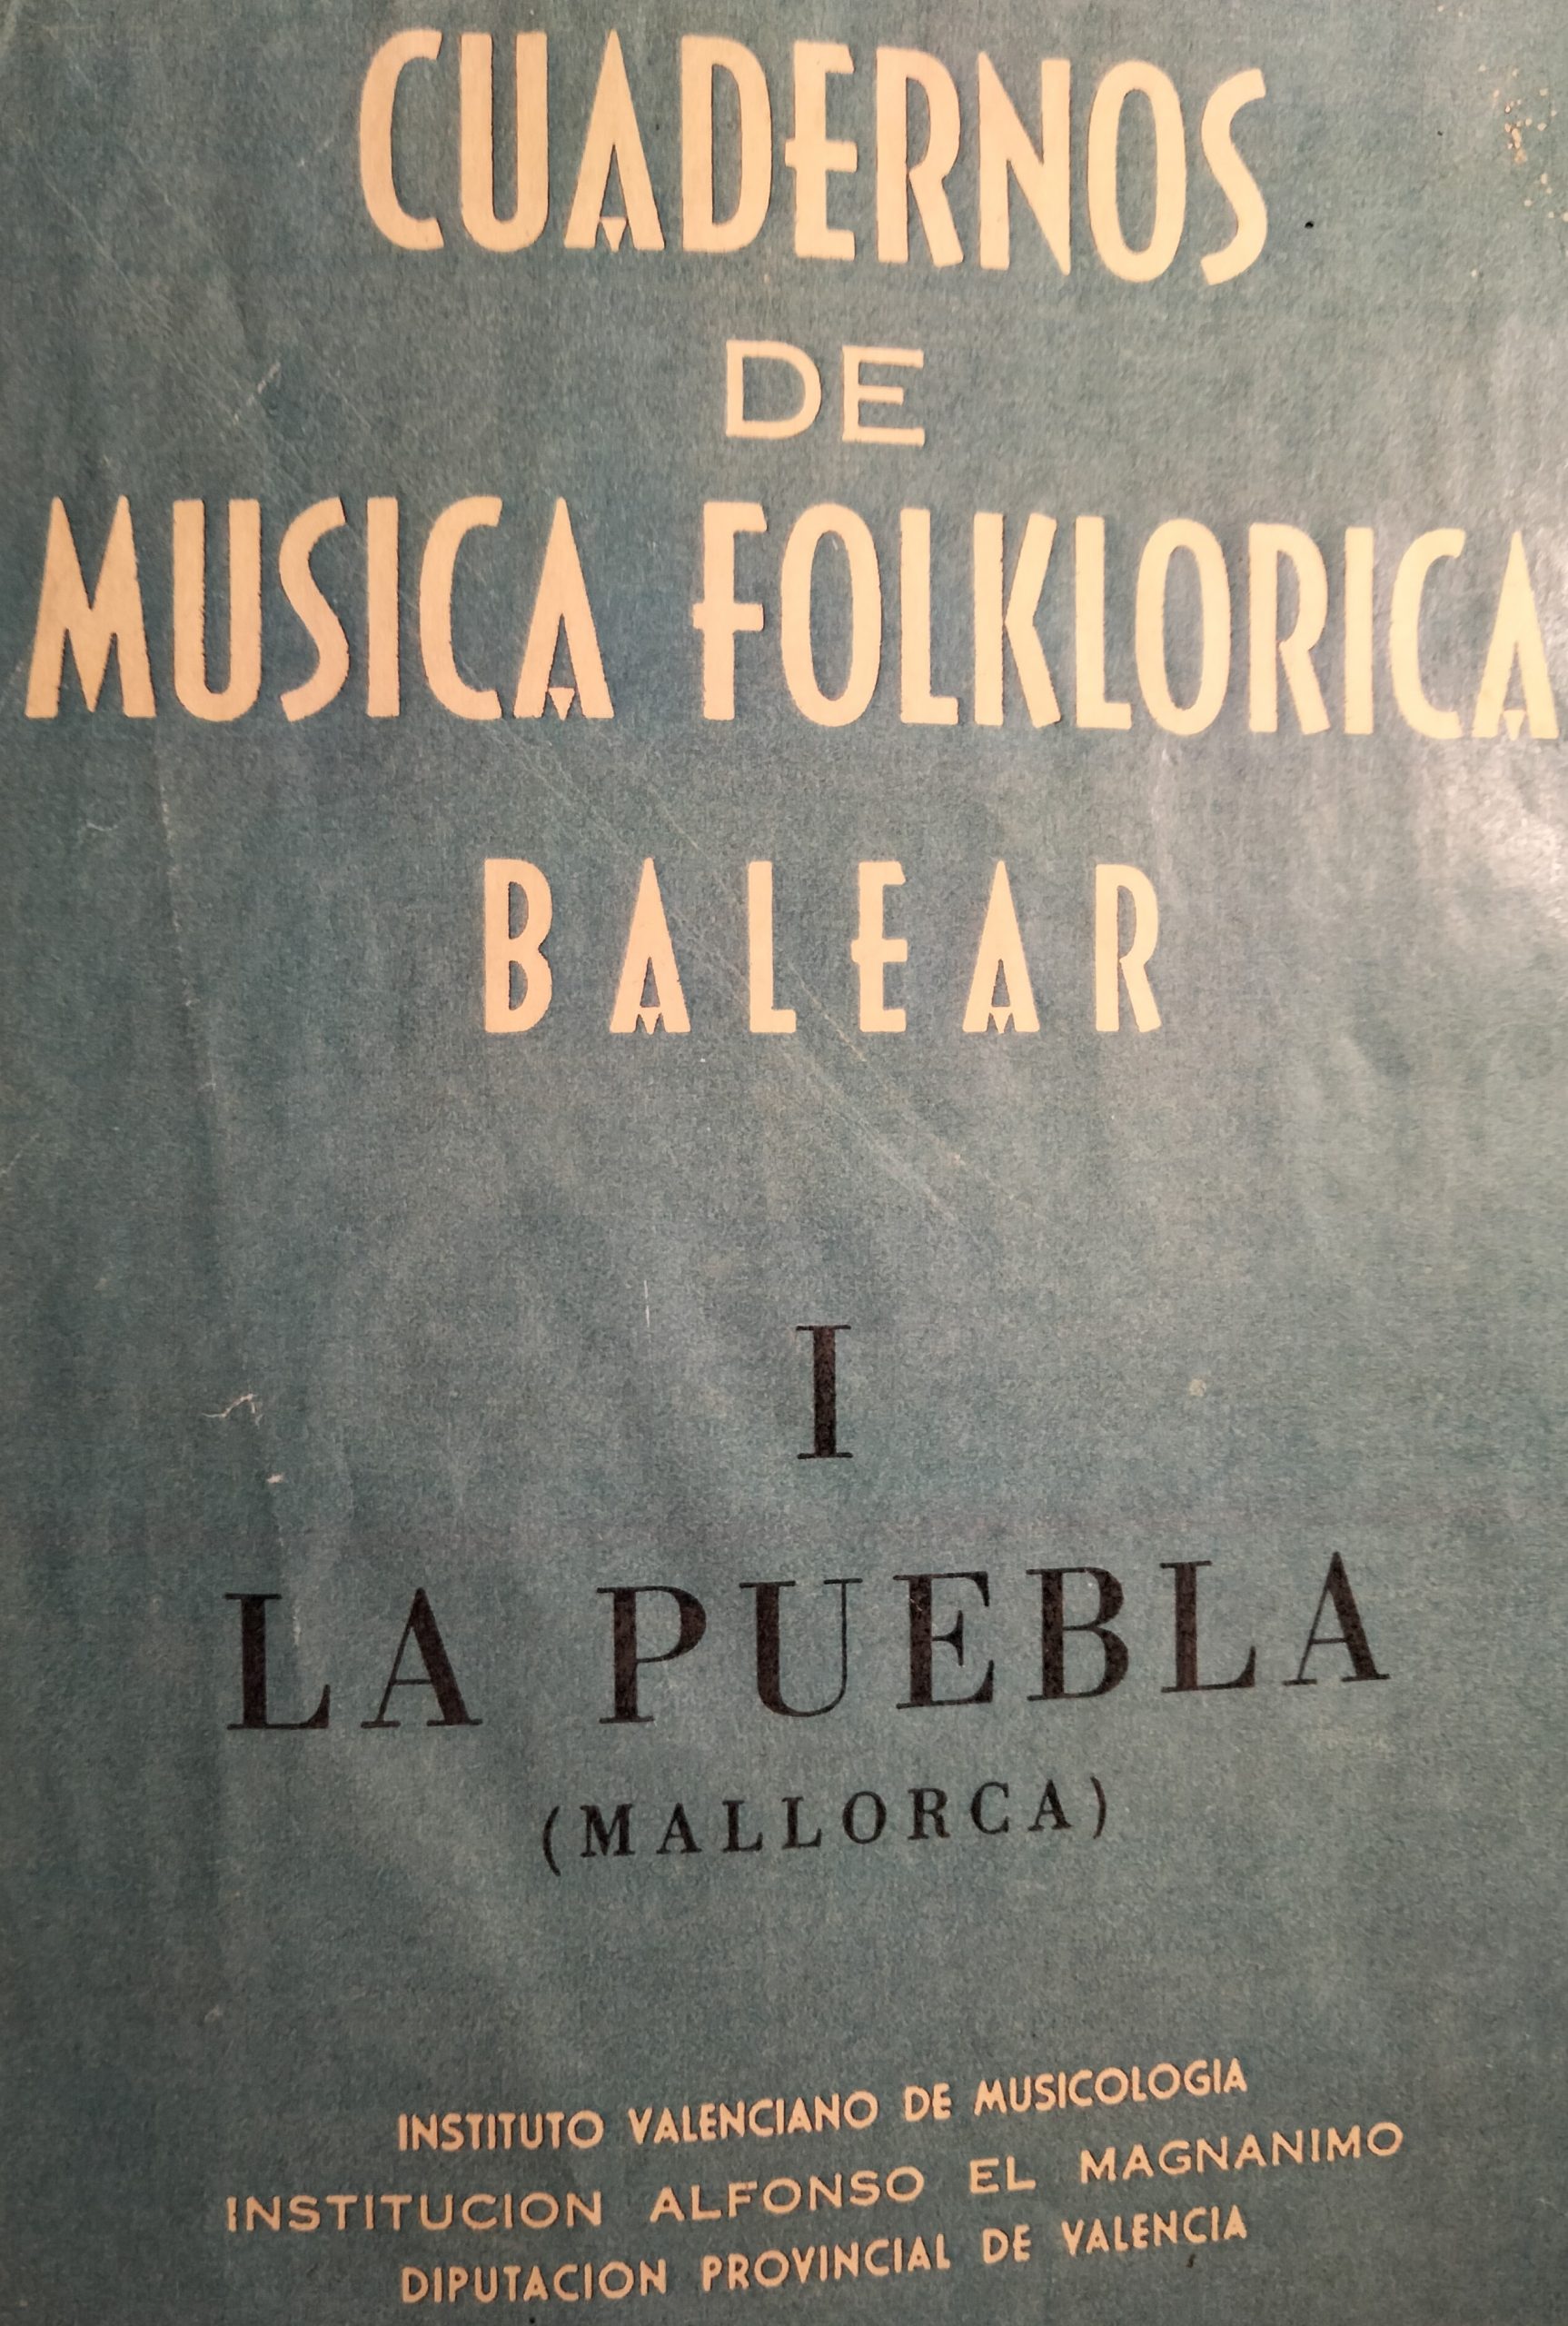 CUADERNOS
DE
MUSICA FOLKLORICA
BALEAR
I
LA PUEBLA
(MALLORCA)
INSTITUTO VALENCIANO DE MUSICOLOGIA
INSTITUCION ALFONSO EL MAGNANIMO
DIPUTACION PROVINCIAL DE VALENCIA